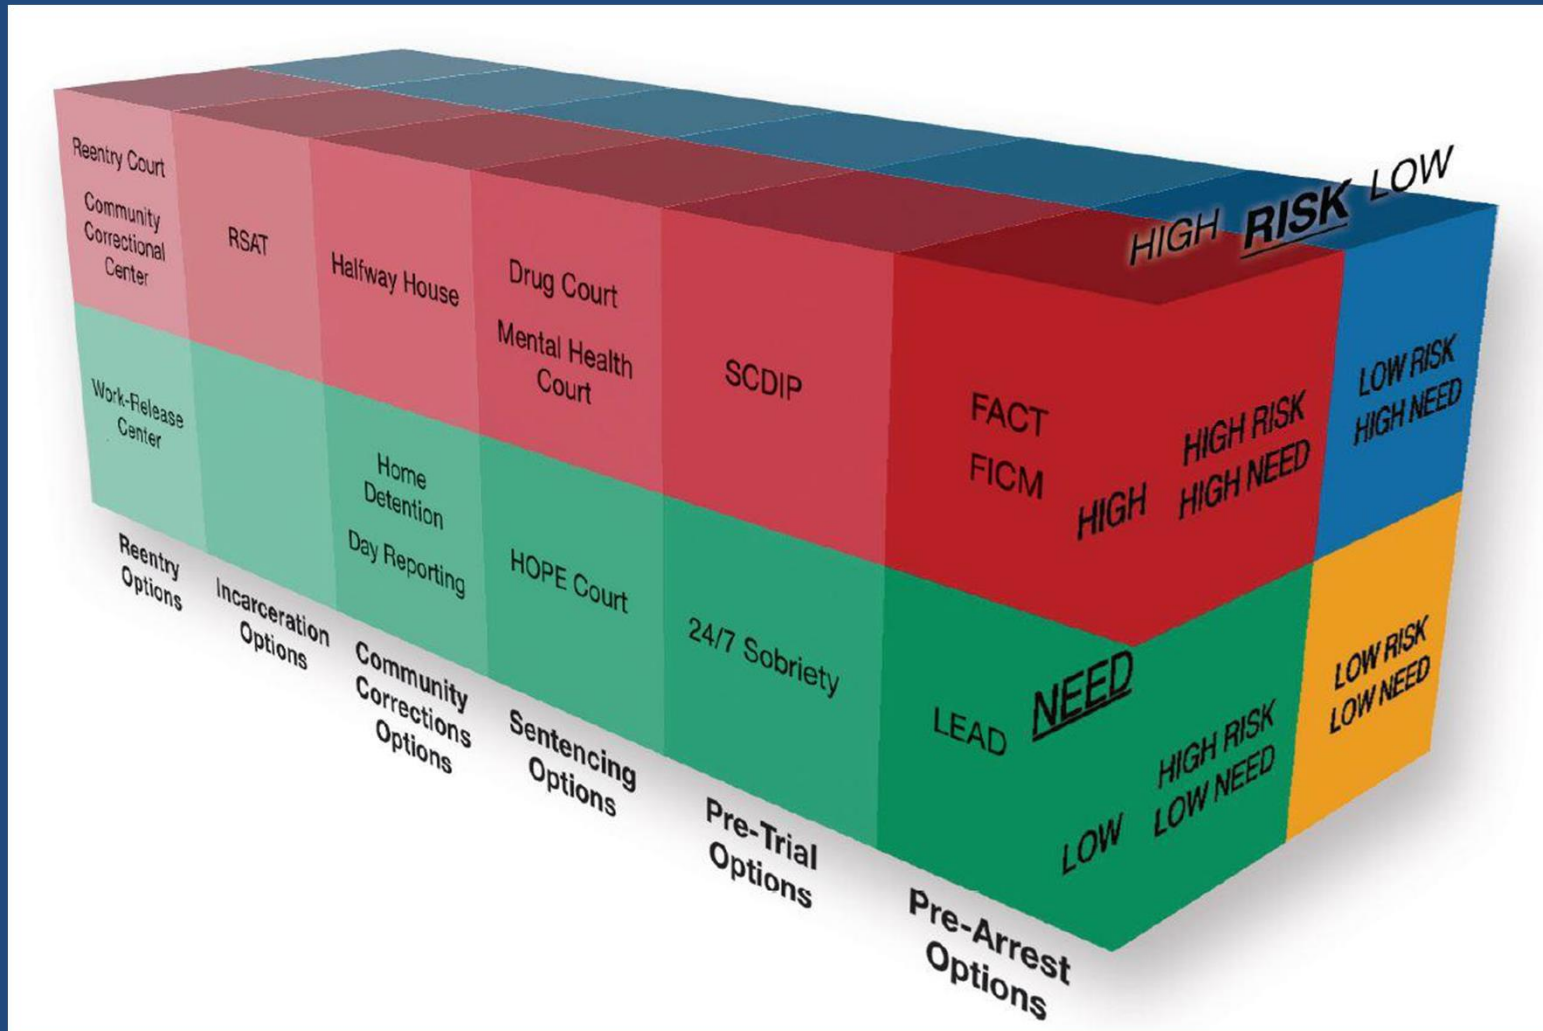 HIGH RISK LOW
Reentry Court
Community
Correctional
Center
RSAT
Halfway House
Drug Court
Mental Health
Court
SCDIP
FACT
FICM
HIGH
HIGH RISK
HIGH NEED
LOW RISK
HIGH NEED
Work-Release
Center
Home
Detention
Day Reporting
HOPE Court
24/7 Sobriety
LEAD
NEED
LOW
HIGH RISK
LOW NEED
LOW RISK
LOW NEED
Reentry
Options
Incarceration
Options
Community
Corrections
Options
Sentencing
Options
Pre-Trial
Options
Pre-Arrest
Options